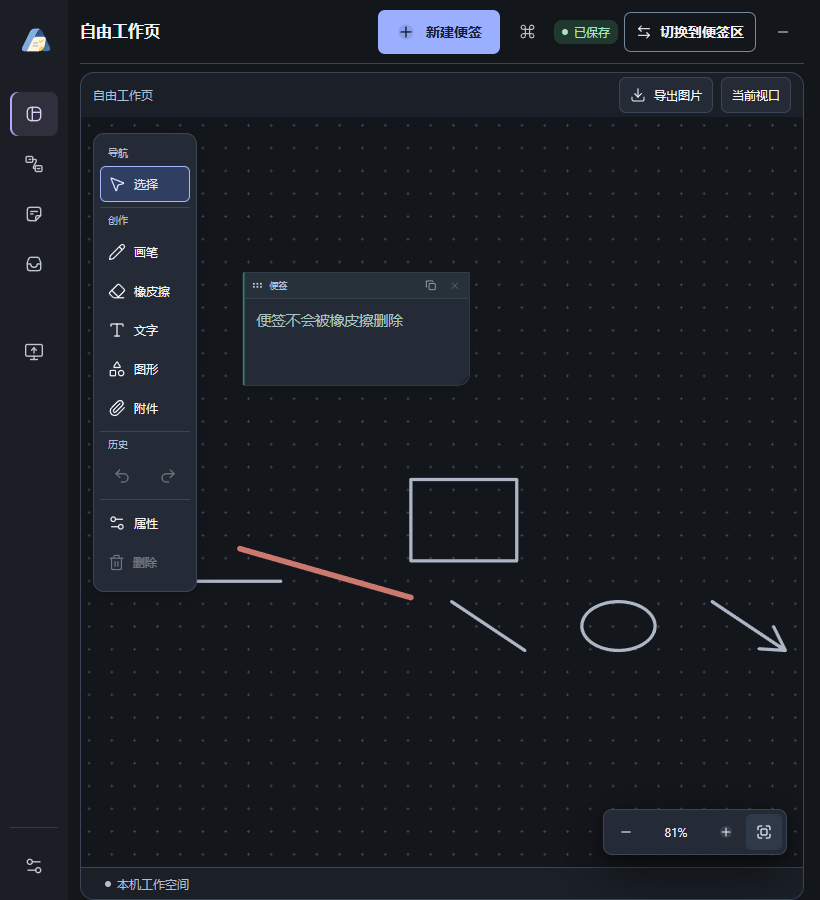 自由工作页
新建便签
已保存
切换到便签区
自由工作页
导出图片
当前视口
导航
选择
创作
画笔
橡皮擦
文字
图形
附件
历史
属性
删除
便签
便签不会被橡皮擦删除
81%
本机工作空间